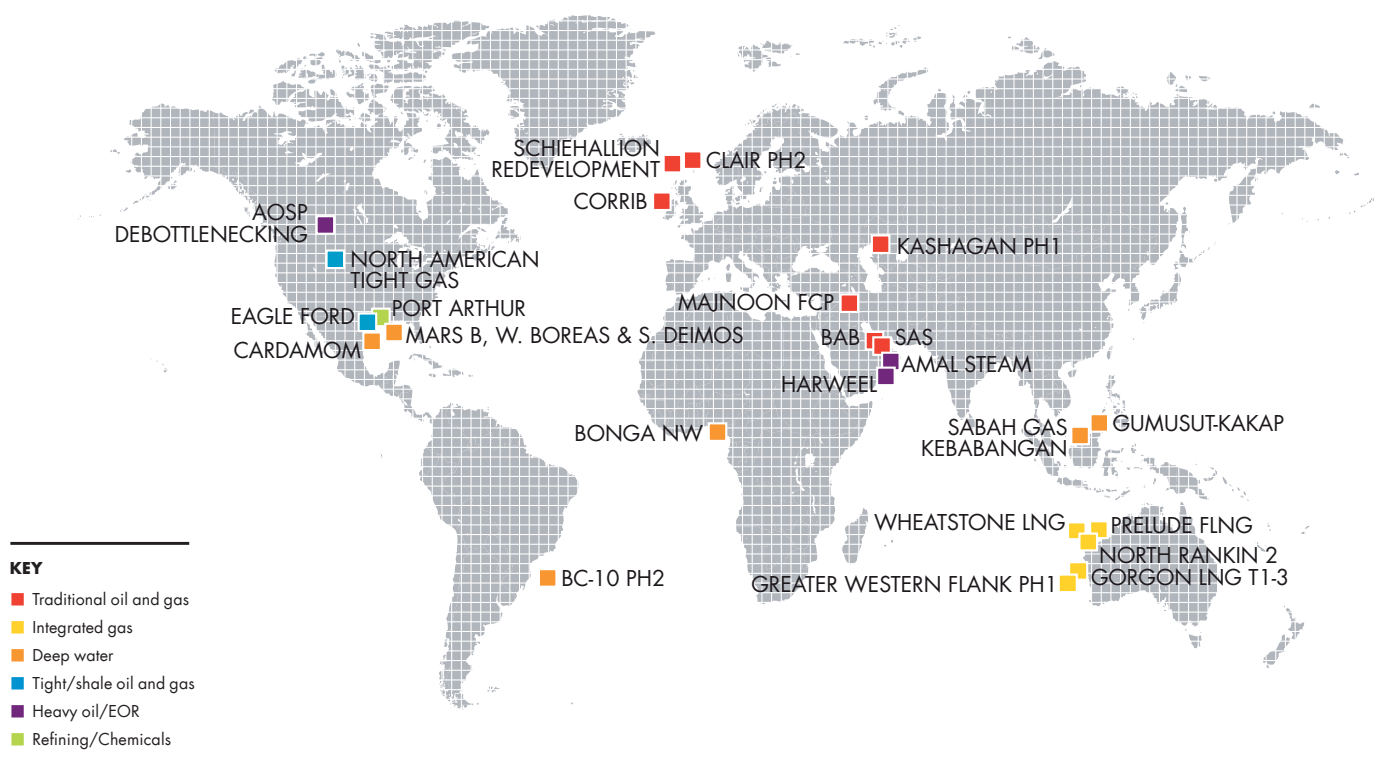 SCHIEHALLION
REDEVELOPMENT
CLAIR PH2
CORRIB
AOSP
DEBOTTLENECKING
KASHAGAN PH1
NORTH AMERICAN
TIGHT GAS
MAJNOON FCP
PORT ARTHUR
EAGLE FORD
MARS B, W. BOREAS & S. DEIMOS
CARDAMOM
BAB
SAS
AMAL STEAM
HARWEEL
BONGA NW
SABAH GAS
KEBABANGAN
GUMUSUT-KAKAP
WHEATSTONE LNG
PRELUDE FLNG
NORTH RANKIN 2
GORGON LNG T1-3
GREATER WESTERN FLANK PH1
BC-10 PH2
KEY
Traditional oil and gas
Integrated gas
Deep water
Tight/shale oil and gas
Heavy oil/EOR
Refining/Chemicals